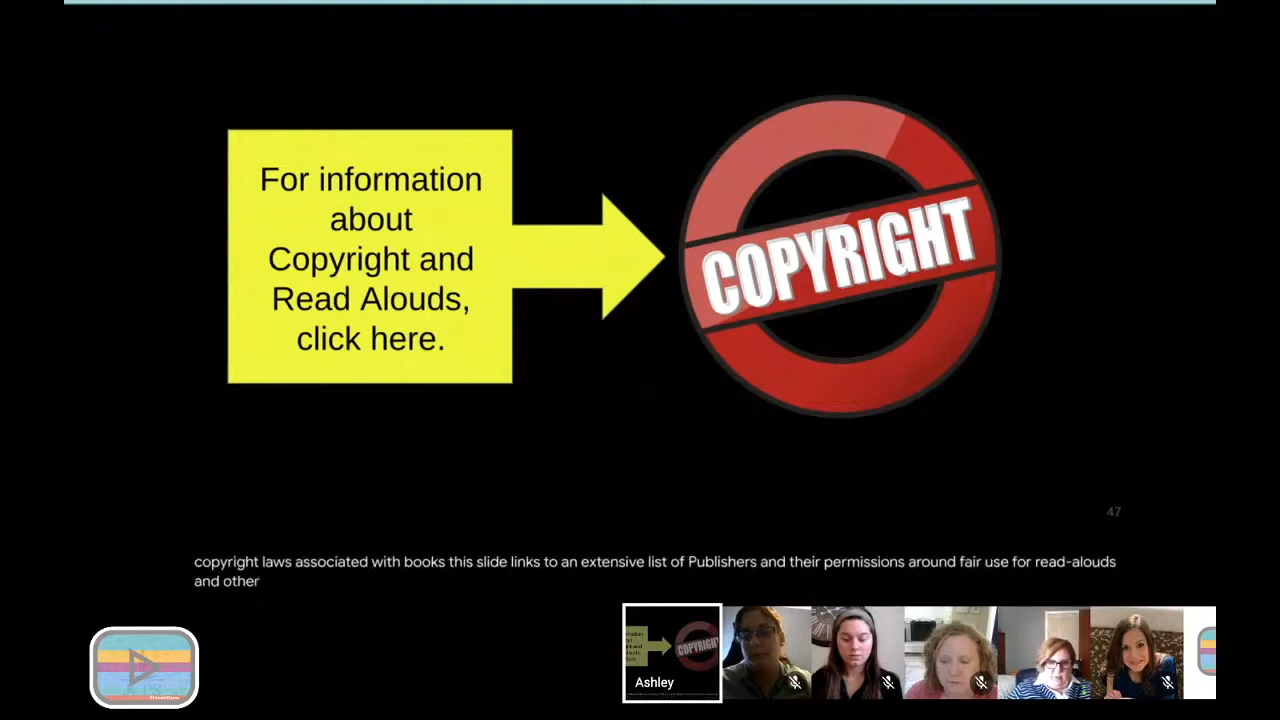 For information
about
Copyright and
Read Alouds,
click here.
COPYRIGHT
47
copyright laws associated with books this slide links to an extensive list of Publishers and their permissions around fair use for read-alouds
and other
Ashley